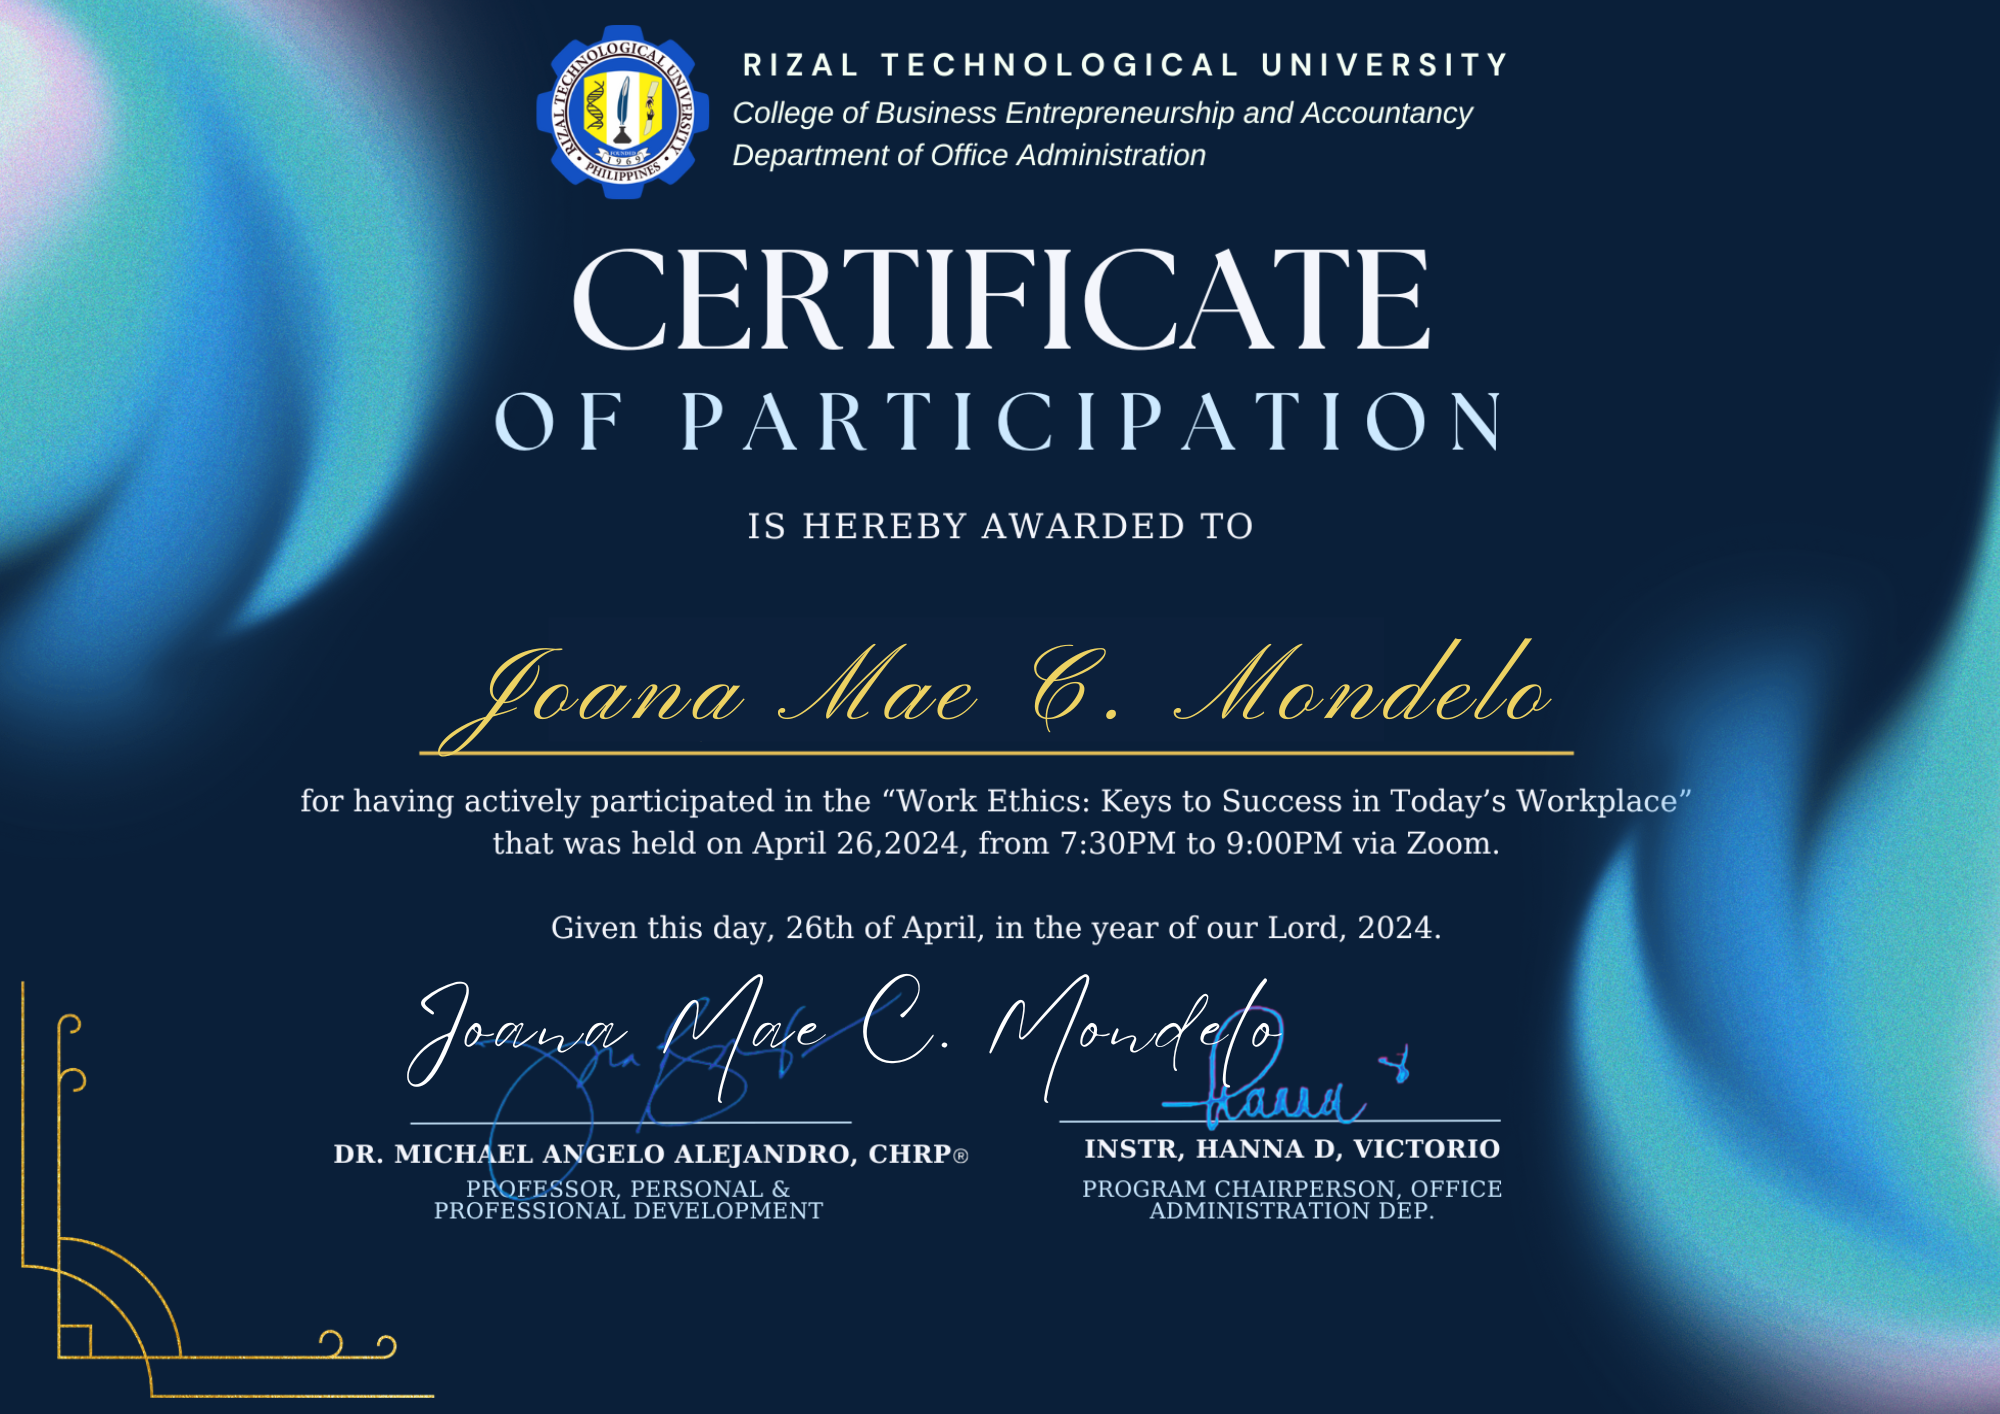 RIZAL TECHNOLOGICAL UNIVERSITY
College of Business Entrepreneurship and Accountancy
Department of Office Administration
RIZAL TECHNOLOGICAL UNIVERSITY
FOUNDED
1969
PHILIPPINES
CERTIFICATE
OF PARTICIPATION
IS HEREBY AWARDED TO
Joana Mae C. Mondelo
for having actively participated in the “Work Ethics: Keys to Success in Today’s Workplace”
that was held on April 26,2024, from 7:30PM to 9:00PM via Zoom.
Given this day, 26th of April, in the year of our Lord, 2024.
Joana Mae C. Mondelo
Hanna
DR. MICHAEL ANGELO ALEJANDRO, CHRP®
PROFESSOR, PERSONAL &
PROFESSIONAL DEVELOPMENT
INSTR, HANNA D, VICTORIO
PROGRAM CHAIRPERSON, OFFICE
ADMINISTRATION DEP.